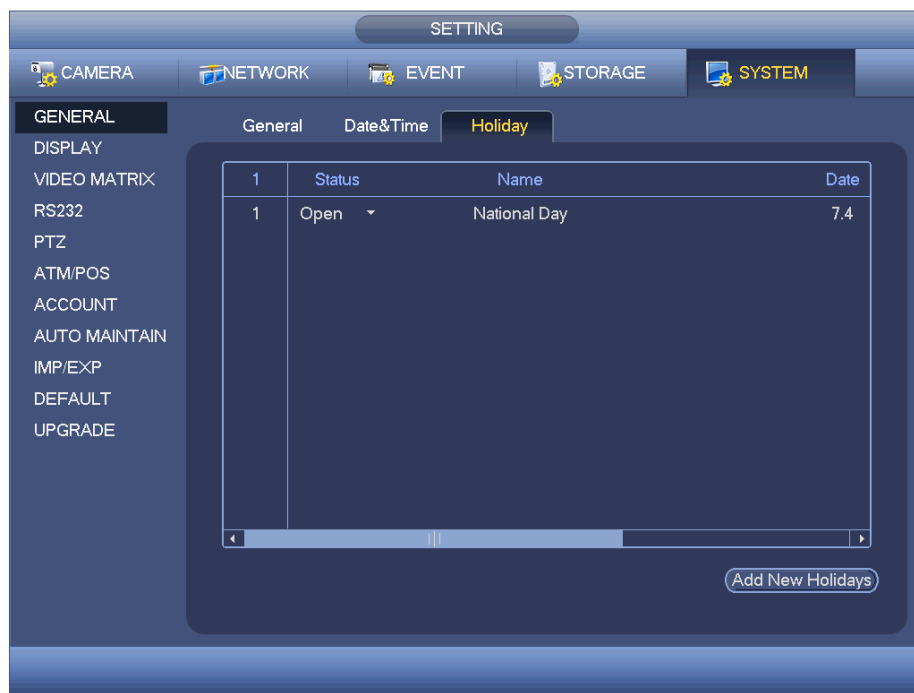 SETTING
CAMERA NETWORK EVENT STORAGE SYSTEM
GENERAL
DISPLAY
VIDEO MATRIX
RS232
PTZ
ATM/POS
ACCOUNT
AUTO MAINTAIN
IMP/EXP
DEFAULT
UPGRADE
General Date&Time Holiday
1 Status Name Date
1 Open National Day 7.4
Add New Holidays